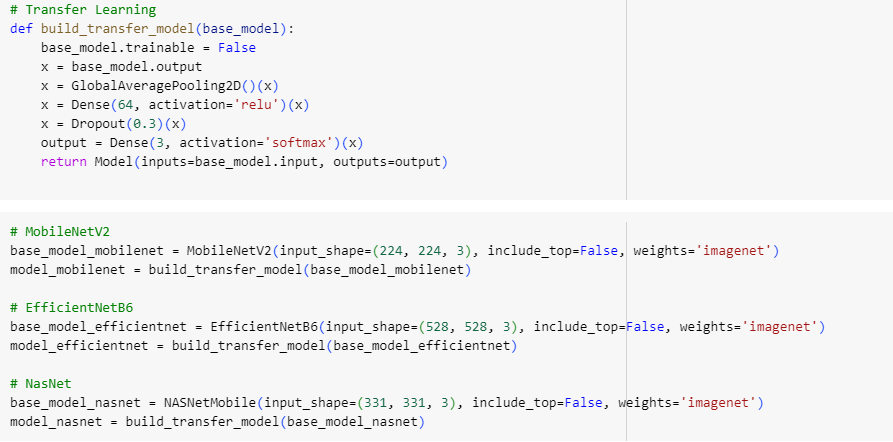 # Transfer Learning
def build_transfer_model(base_model):
    base_model.trainable = False
    x = base_model.output
    x = GlobalAveragePooling2D()(x)
    x = Dense(64, activation='relu')(x)
    x = Dropout(0.3)(x)
    output = Dense(3, activation='softmax')(x)
    return Model(inputs=base_model.input, outputs=output)
# MobileNetV2
base_model_mobilenet = MobileNetV2(input_shape=(224, 224, 3), include_top=False, weights='imagenet')
model_mobilenet = build_transfer_model(base_model_mobilenet)
# EfficientNetB6
base_model_efficientnet = EfficientNetB6(input_shape=(528, 528, 3), include_top=False, weights='imagenet')
model_efficientnet = build_transfer_model(base_model_efficientnet)
# NasNet
base_model_nasnet = NASNetMobile(input_shape=(331, 331, 3), include_top=False, weights='imagenet')
model_nasnet = build_transfer_model(base_model_nasnet)